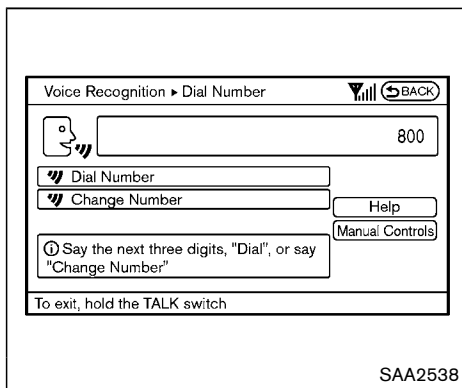 Voice Recognition ▸ Dial Number
BACK
800
Dial Number
Change Number
Help
Manual Controls
Say the next three digits, "Dial", or say
"Change Number"
To exit, hold the TALK switch
SAA2538